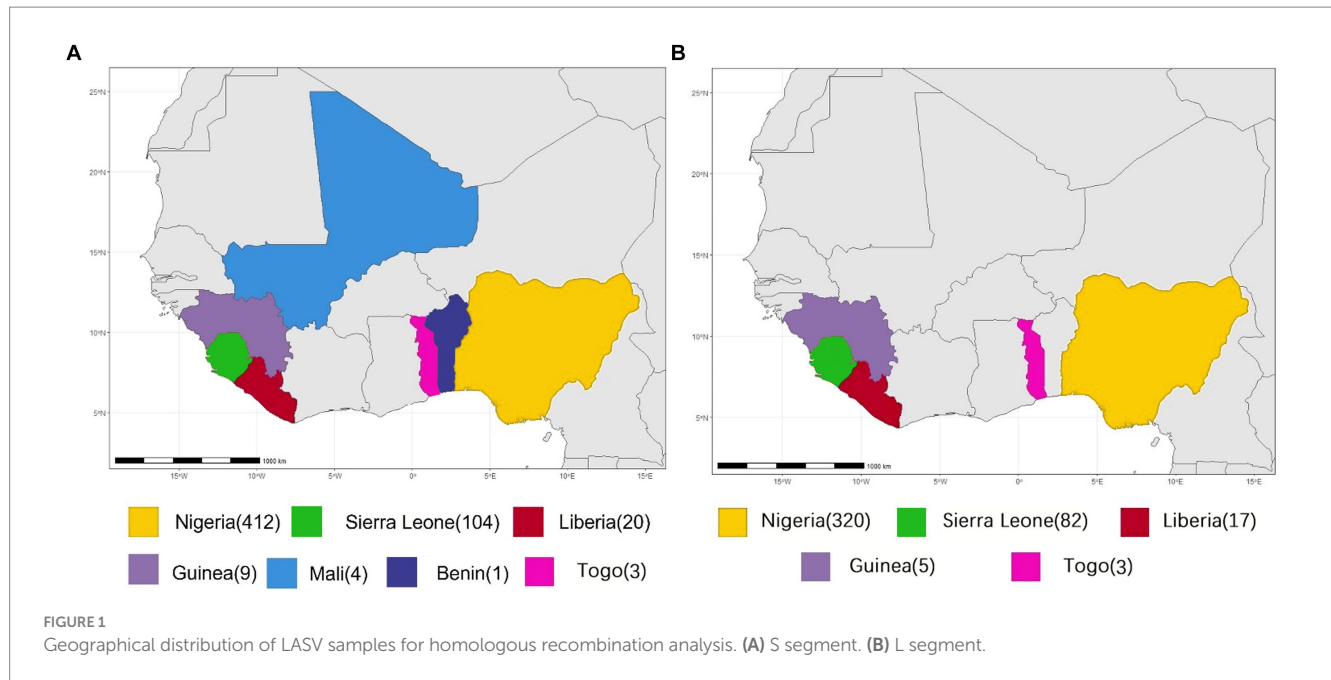 A
B
25°N
20°N
15°N
10°N
5°N
1000 km
15°W
10°W
5°W
0°
5°E
10°E
15°E
25°N
20°N
15°N
10°N
5°N
1000 km
15°W
10°W
5°W
0°
5°E
10°E
15°E
Nigeria(412)
Sierra Leone(104)
Liberia(20)
Guinea(9)
Mali(4)
Benin(1)
Togo(3)
Nigeria(320)
Sierra Leone(82)
Liberia(17)
Guinea(5)
Togo(3)
FIGURE 1
Geographical distribution of LASV samples for homologous recombination analysis. (A) S segment. (B) L segment.